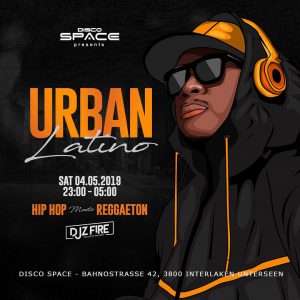 DISCO
SPACE
presents
URBAN
Latino
SAT 04.05.2019
23:00 - 05:00
HIP HOP Meets REGGAETON
DJ Z FIRE
DISCO SPACE - BAHNOSTRASSE 42, 3800 INTERLAKEN UNTERSEEN